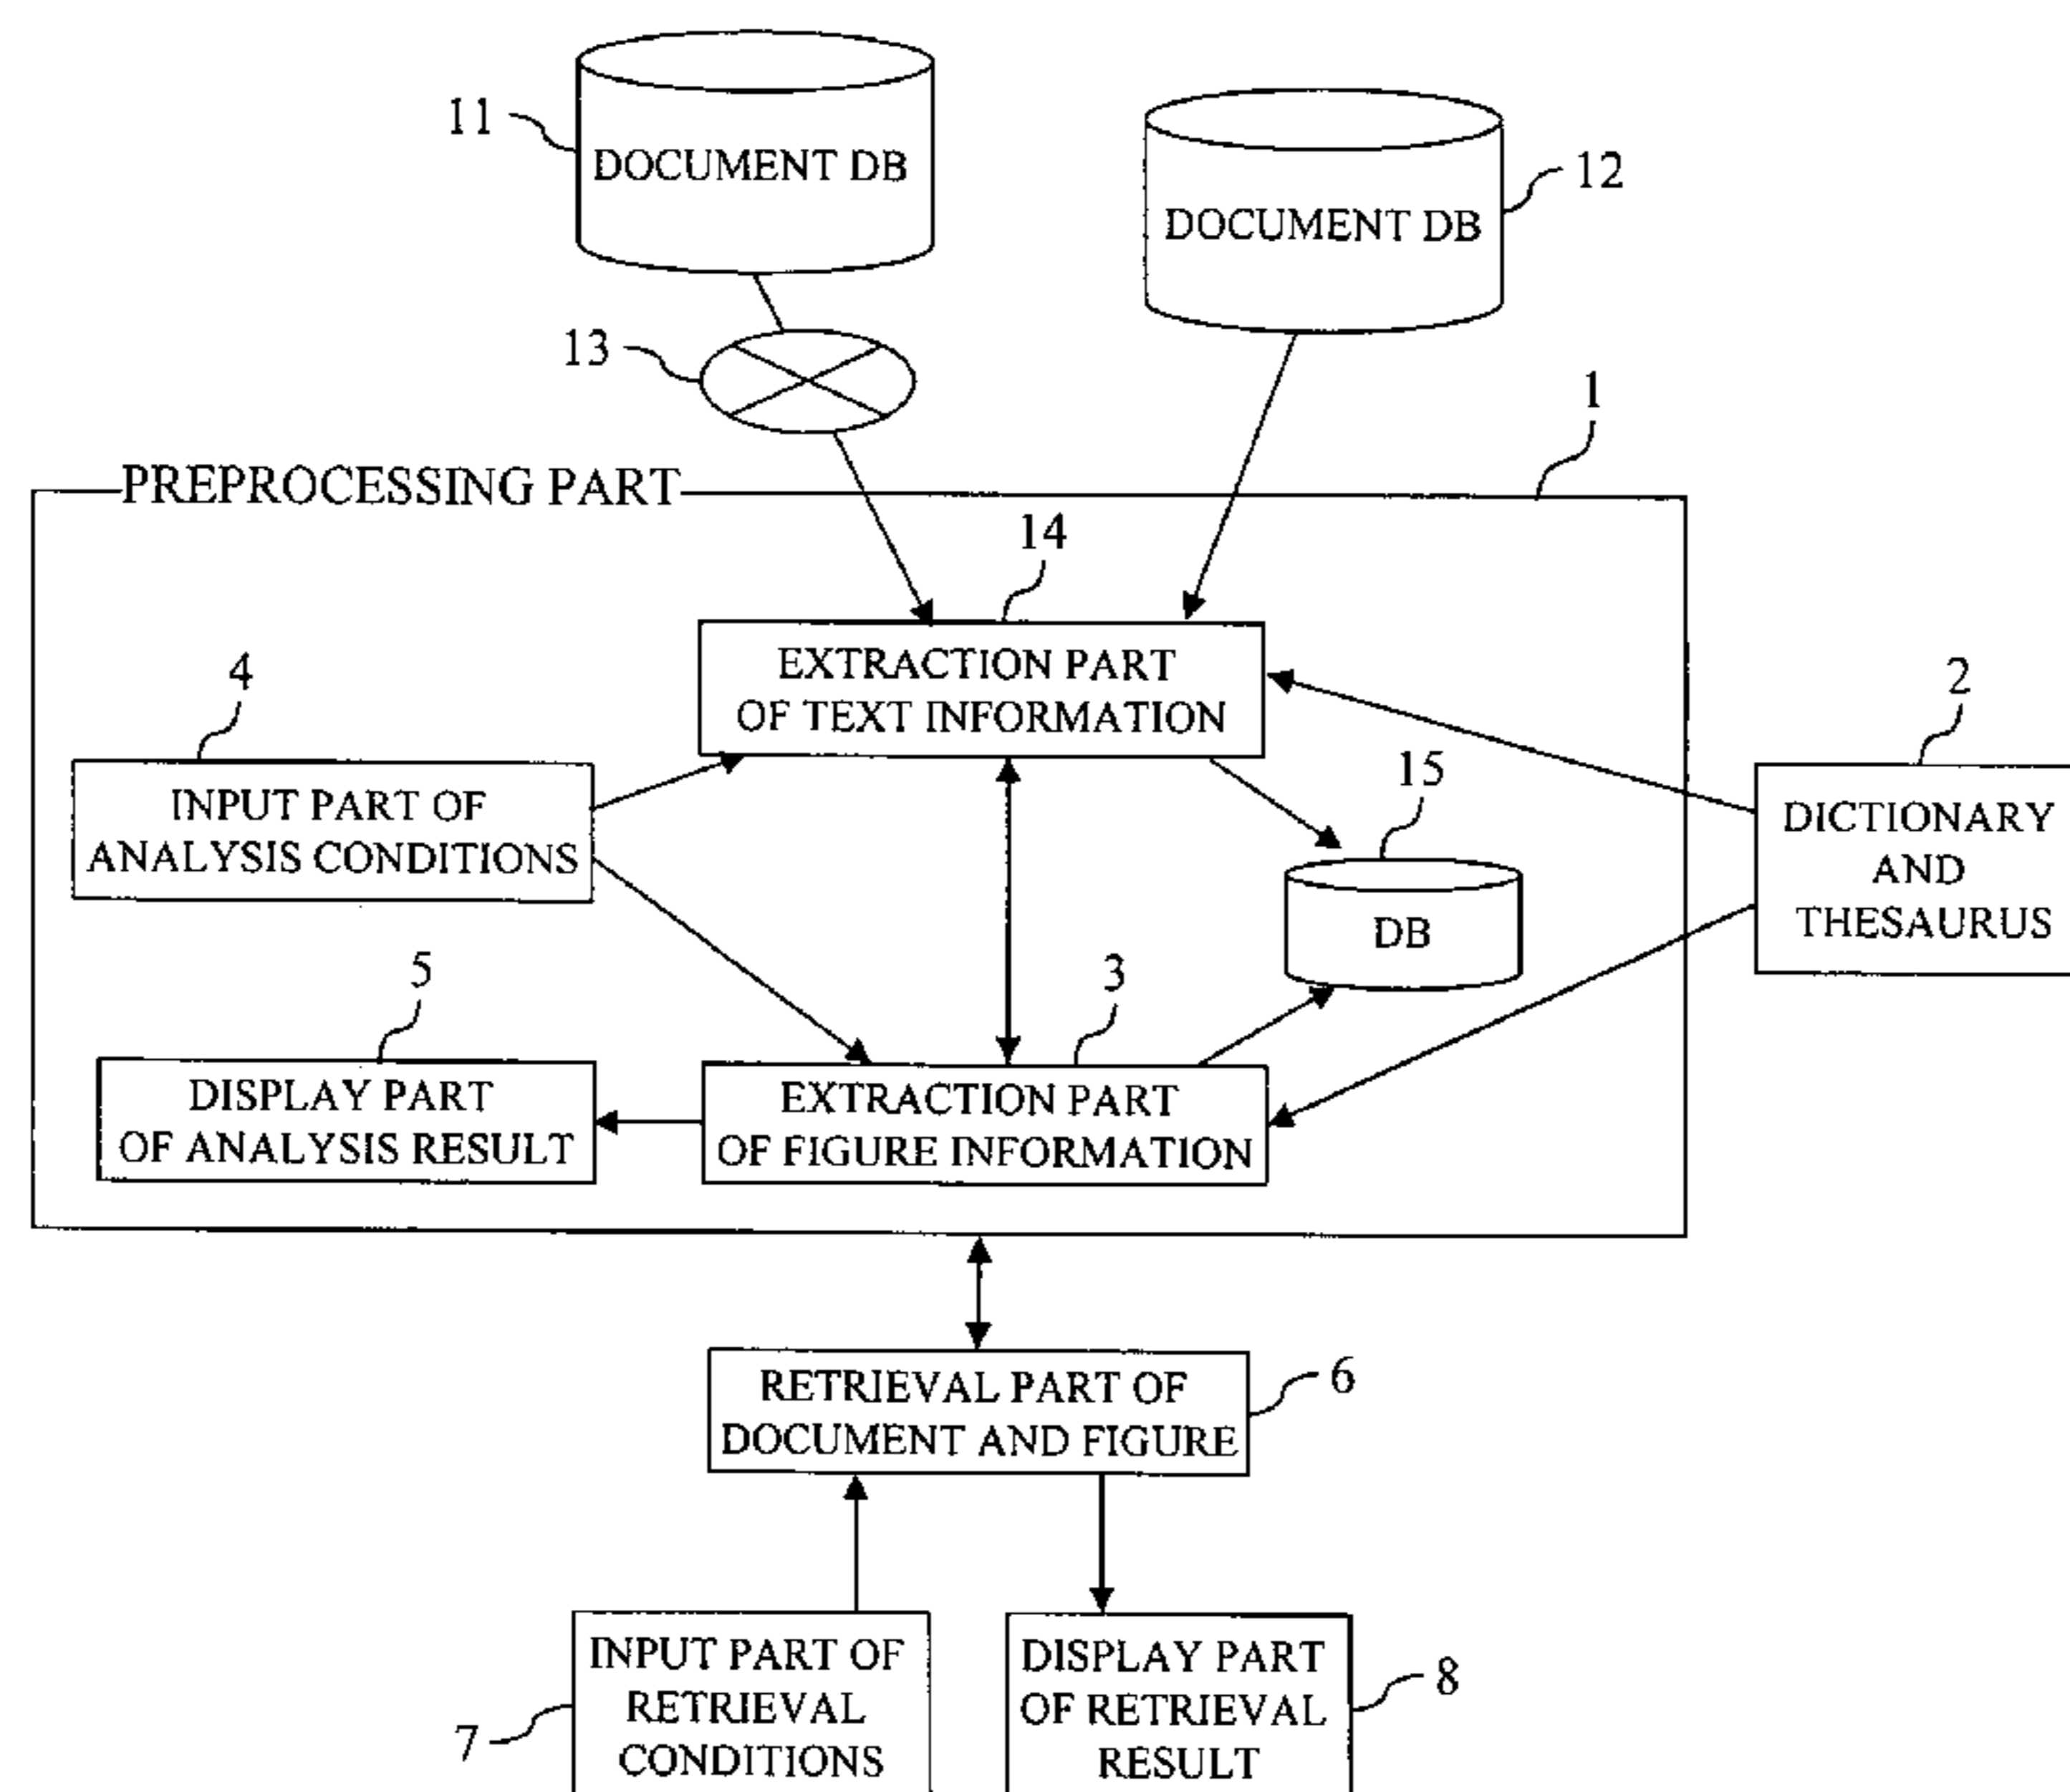 11
DOCUMENT DB
12
DOCUMENT DB
13
1
PREPROCESSING PART
14
EXTRACTION PART
OF TEXT INFORMATION
4
INPUT PART OF
ANALYSIS CONDITIONS
2
DICTIONARY
AND
THESAURUS
15
DB
5
DISPLAY PART
OF ANALYSIS RESULT
3
EXTRACTION PART
OF FIGURE INFORMATION
RETRIEVAL PART OF
DOCUMENT AND FIGURE
6
INPUT PART OF
RETRIEVAL
CONDITIONS
7
DISPLAY PART
OF RETRIEVAL
RESULT
8